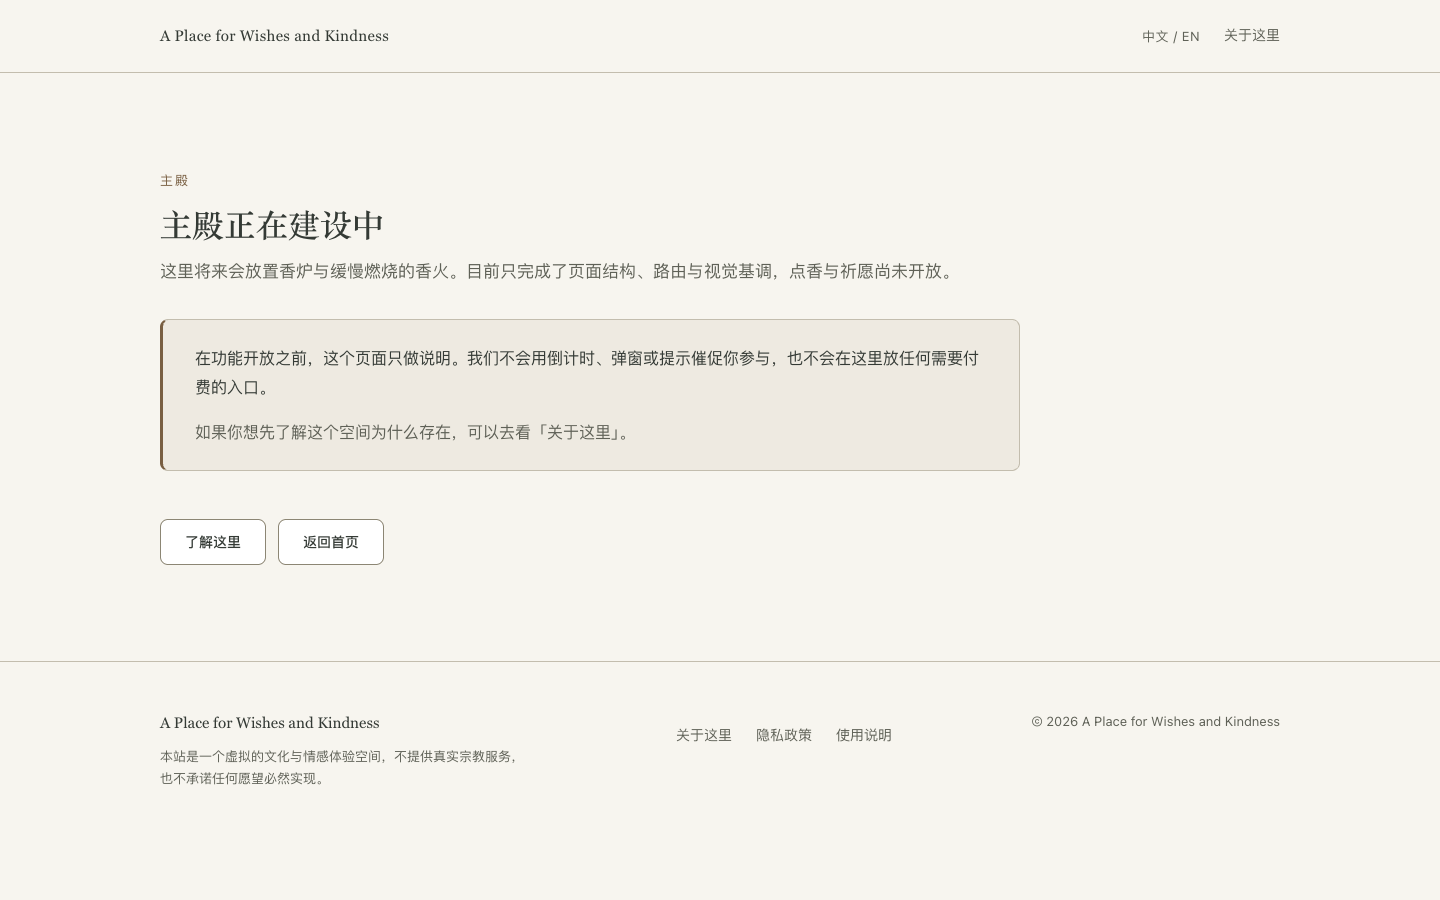 A Place for Wishes and Kindness
中文 / EN
关于这里
主殿
主殿正在建设中
这里将来会放置香炉与缓慢燃烧的香火。目前只完成了页面结构、路由与视觉基调，点香与祈愿尚未开放。
在功能开放之前，这个页面只做说明。我们不会用倒计时、弹窗或提示催促你参与，也不会在这里放任何需要付
费的入口。
如果你想先了解这个空间为什么存在，可以去看「关于这里」。
了解这里
返回首页
A Place for Wishes and Kindness
本站是一个虚拟的文化与情感体验空间，不提供真实宗教服务，
也不承诺任何愿望必然实现。
关于这里
隐私政策
使用说明
© 2026 A Place for Wishes and Kindness